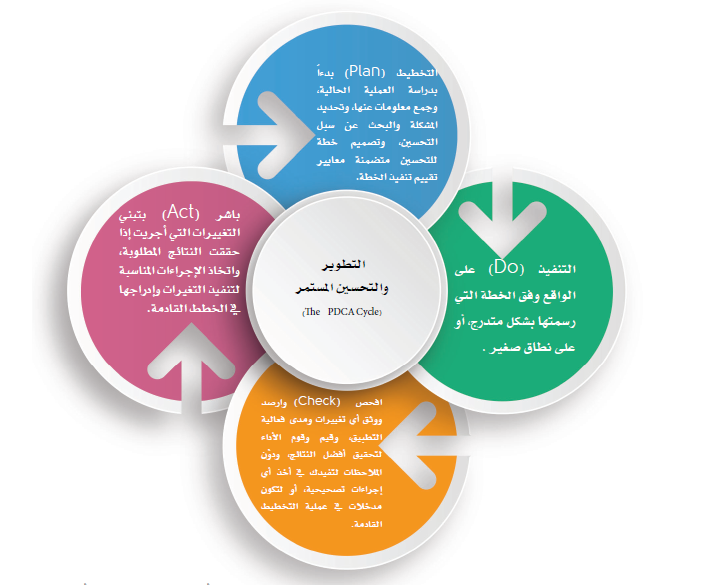 التخطيط (Plan) بدءاً
بدراسة العملية الحالية،
وجمع معلومات عنها، وتحديد
المشكلة والبحث عن سبل
التحسين، وتصميم خطة
للتحسين متضمنة معايير
تقييم تنفيذ الخطة.
التنفيذ (Do) على
الواقع وفق الخطة التي
رسمتها بشكل متدرج، أو
على نطاق صغير .
افحص (Check) وارصد
ووثق أي تغييرات ومدى فعالية
التطبيق، وقيم وقوم الأداء
لتحقيق أفضل النتائج، ودوّن
الملاحظات لتفيدك في أخذ أي
إجراءات تصحيحية، أو لتكون
مدخلات في عملية التخطيط
القادمة.
باشر (Act) بتبني
التغييرات التي أجريت إذا
حققت النتائج المطلوبة،
واتخاذ الإجراءات المناسبة
لتنفيذ التغيرات وإدراجها
في الخطط القادمة.
التطوير
والتحسين المستمر
(The PDCA Cycle)